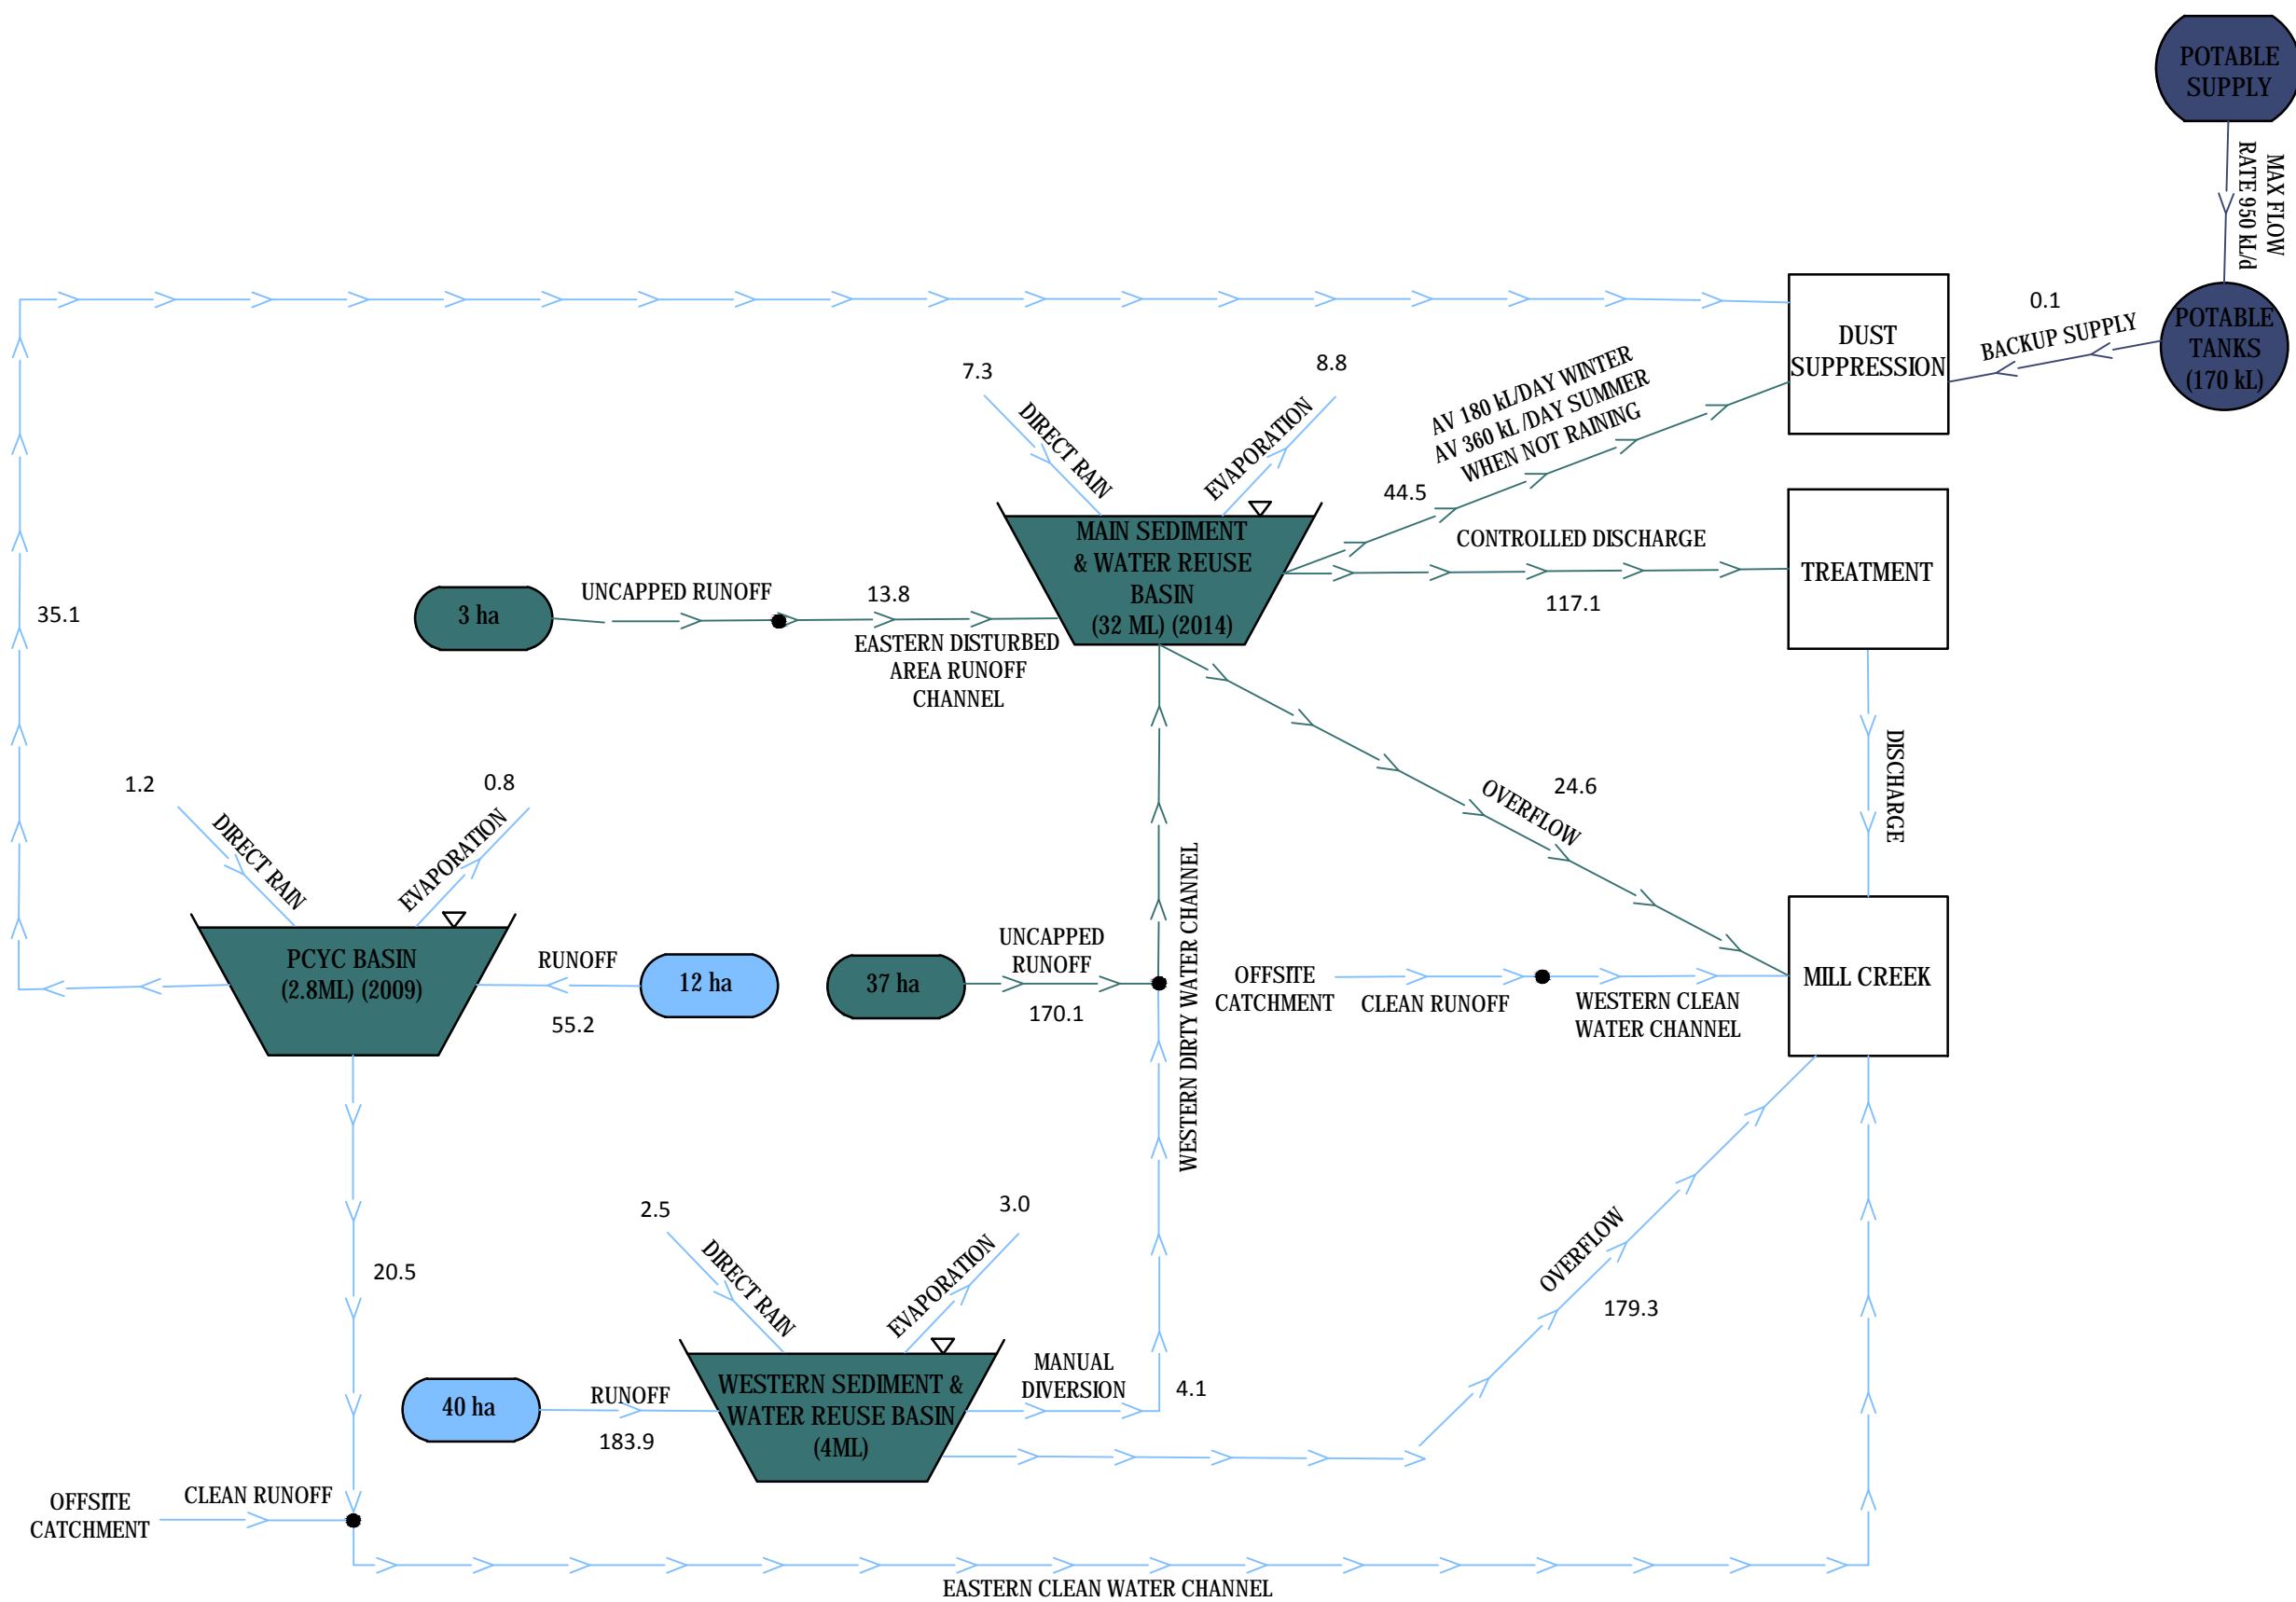 POTABLE
SUPPLY
MAX FLOW
RATE 950 kL/d
POTABLE
TANKS
(170 kL)
0.1
BACKUP SUPPLY
DUST
SUPPRESSION
AV 180 kL/DAY WINTER
AV 360 kL /DAY SUMMER
WHEN NOT RAINING
44.5
7.3
DIRECT RAIN
8.8
EVAPORATION
MAIN SEDIMENT
& WATER REUSE
BASIN
(32 ML) (2014)
CONTROLLED DISCHARGE
117.1
TREATMENT
3 ha
UNCAPPED RUNOFF
13.8
EASTERN DISTURBED
AREA RUNOFF
CHANNEL
35.1
DISCHARGE
24.6
OVERFLOW
1.2
DIRECT RAIN
0.8
EVAPORATION
PCYC BASIN
(2.8ML) (2009)
RUNOFF
55.2
12 ha
37 ha
UNCAPPED
RUNOFF
170.1
WESTERN DIRTY WATER CHANNEL
OFFSITE
CATCHMENT
CLEAN RUNOFF
WESTERN CLEAN
WATER CHANNEL
MILL CREEK
20.5
2.5
DIRECT RAIN
3.0
EVAPORATION
OVERFLOW
179.3
40 ha
RUNOFF
183.9
WESTERN SEDIMENT &
WATER REUSE BASIN
(4ML)
MANUAL
DIVERSION
4.1
OFFSITE
CATCHMENT
CLEAN RUNOFF
EASTERN CLEAN WATER CHANNEL